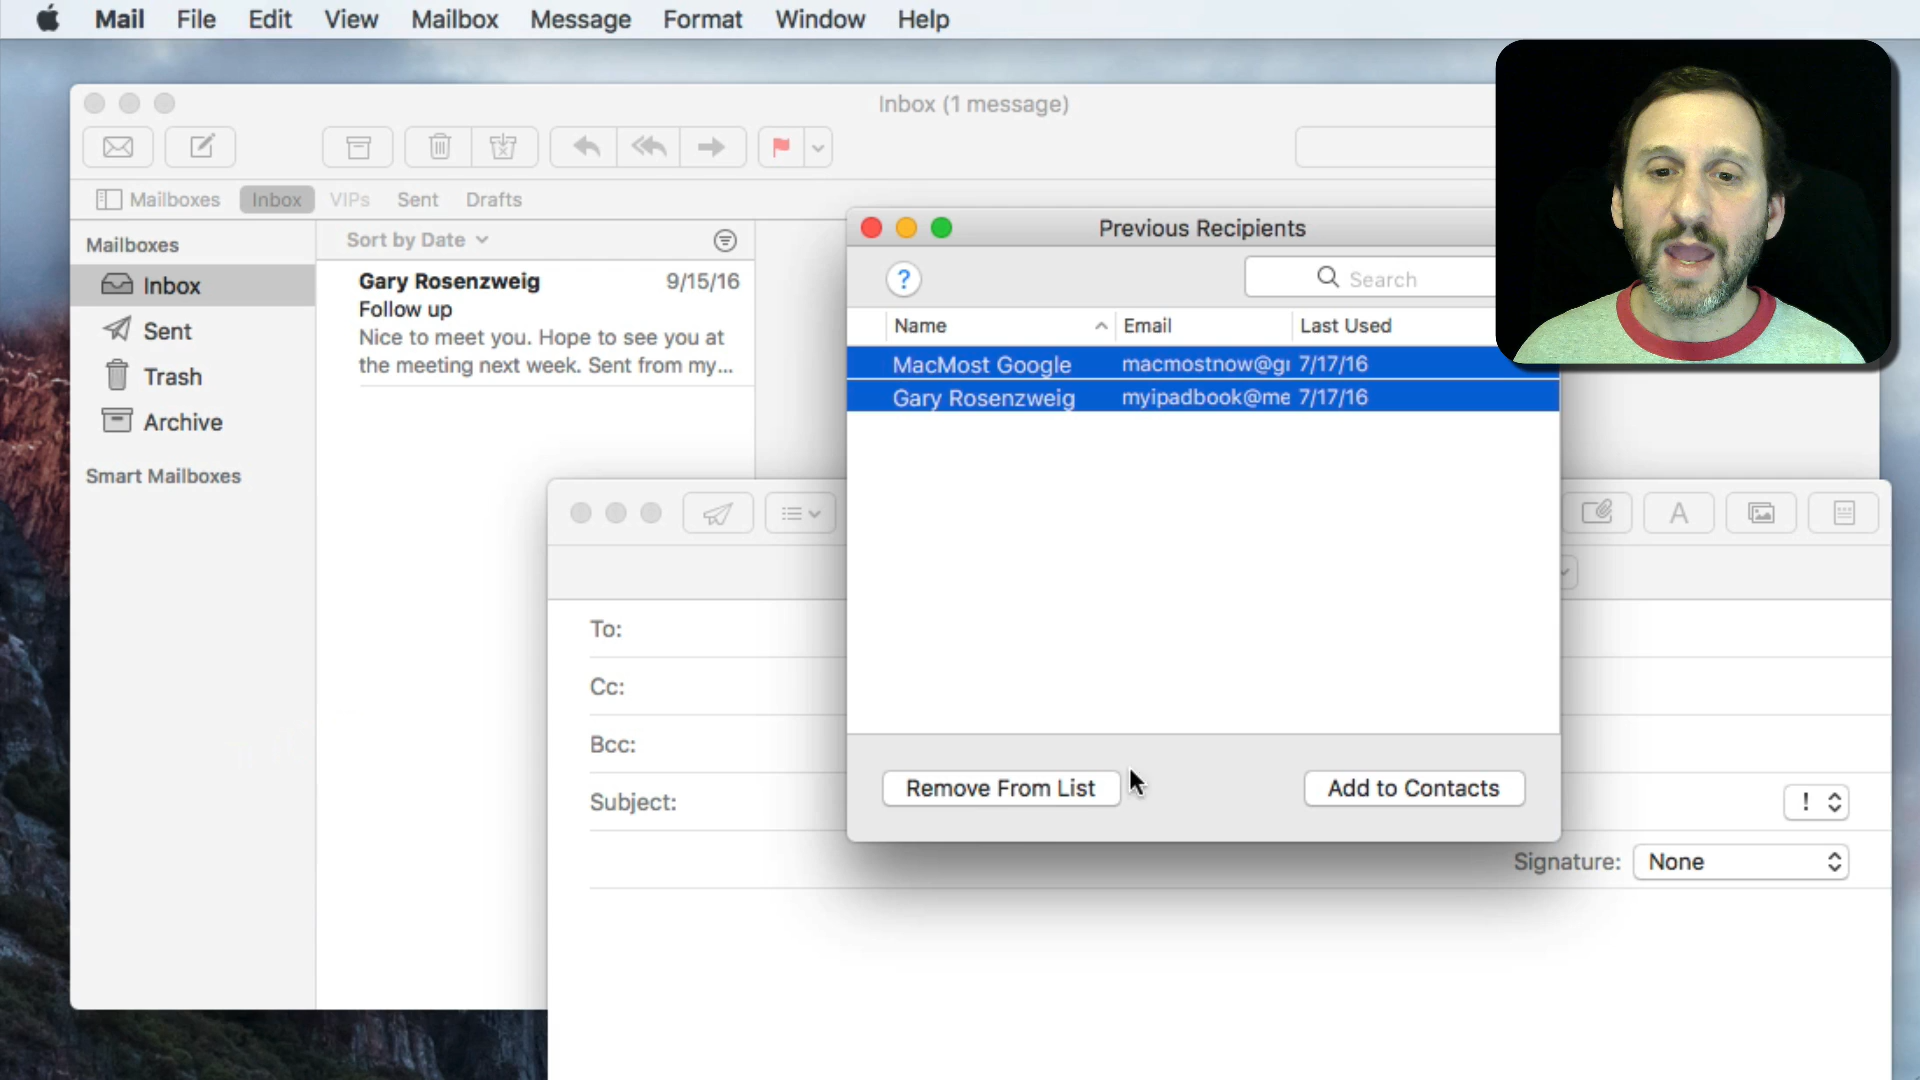 Mail File Edit View Mailbox Message Format Window Help
Inbox (1 message)
Mailboxes Inbox VIPs Sent Drafts
Mailboxes
Inbox
Sent
Trash
Archive
Smart Mailboxes
Sort by Date
Gary Rosenzweig 9/15/16
Follow up
Nice to meet you. Hope to see you at
the meeting next week. Sent from my...
Previous Recipients
? Search
Name Email Last Used
MacMost Google macmostnow@g 7/17/16
Gary Rosenzweig myipadbook@me 7/17/16
Remove From List Add to Contacts
A
To:
Cc:
Bcc:
Subject: !
Signature: None